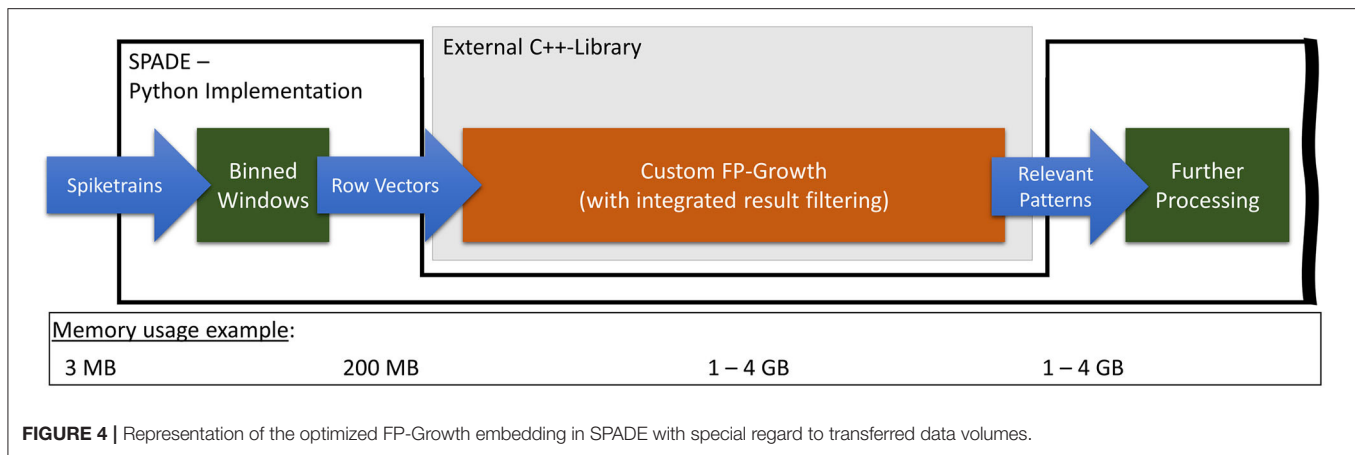 SPADE –
Python Implementation
External C++-Library
Spiketrains
Binned
Windows
Row Vectors
Custom FP-Growth
(with integrated result filtering)
Relevant
Patterns
Further
Processing
Memory usage example:
3 MB 200 MB 1 – 4 GB 1 – 4 GB
FIGURE 4 | Representation of the optimized FP-Growth embedding in SPADE with special regard to transferred data volumes.